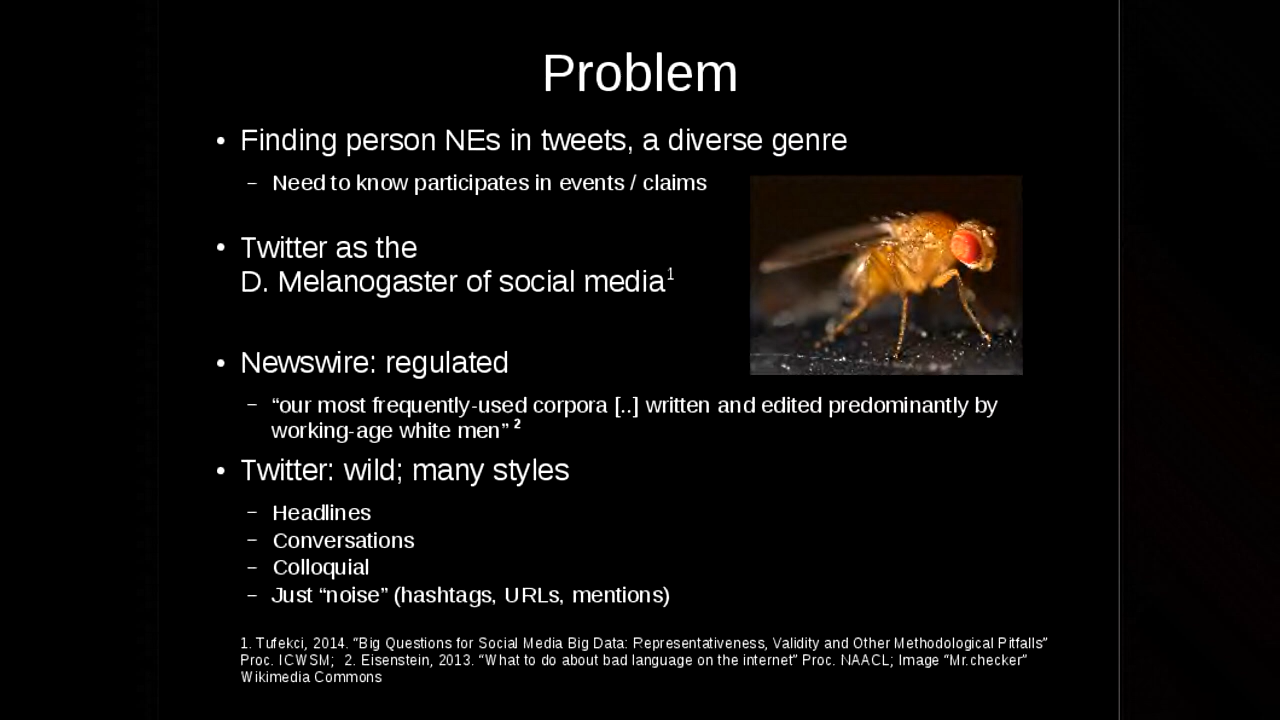 Problem
• Finding person NEs in tweets, a diverse genre
– Need to know participates in events / claims
• Twitter as the
D. Melanogaster of social media1
• Newswire: regulated
– “our most frequently-used corpora [..] written and edited predominantly by
working-age white men” 2
• Twitter: wild; many styles
– Headlines
– Conversations
– Colloquial
– Just “noise” (hashtags, URLs, mentions)
1. Tufekci, 2014. “Big Questions for Social Media Big Data: Representativeness, Validity and Other Methodological Pitfalls”
Proc. ICWSM; 2. Eisenstein, 2013. “What to do about bad language on the internet” Proc. NAACL; Image “Mr.checker”
Wikimedia Commons